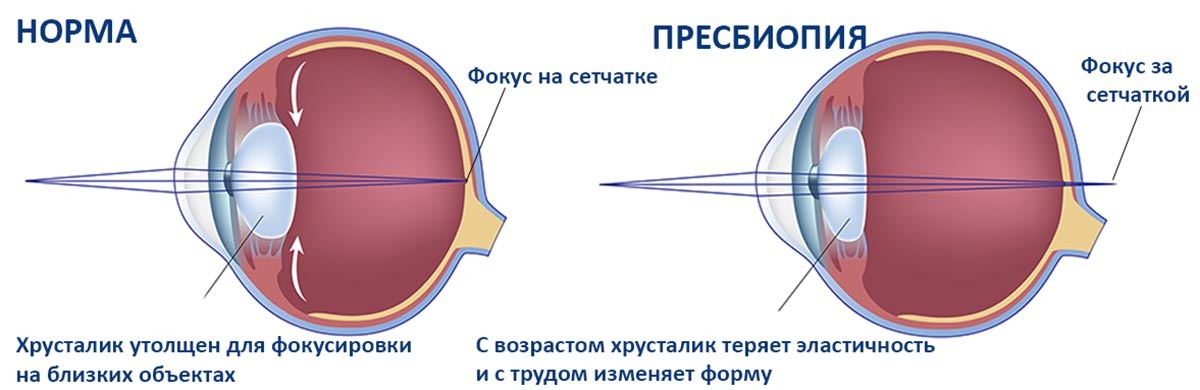 НОРМА
Фокус на сетчатке
Хрусталик утолщен для фокусировки
на близких объектах
ПРЕСБИОПИЯ
Фокус за
сетчаткой
С возрастом хрусталик теряет эластичность
и с трудом изменяет форму